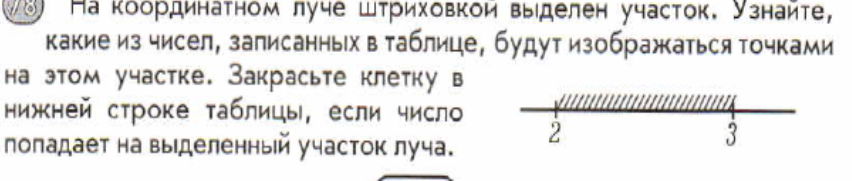 78 На координатном луче штриховкой выделен участок. Узнайте,
какие из чисел, записанных в таблице, будут изображаться точками
на этом участке. Закрасьте клетку в
нижней строке таблицы, если число
попадает на выделенный участок луча.
2 3